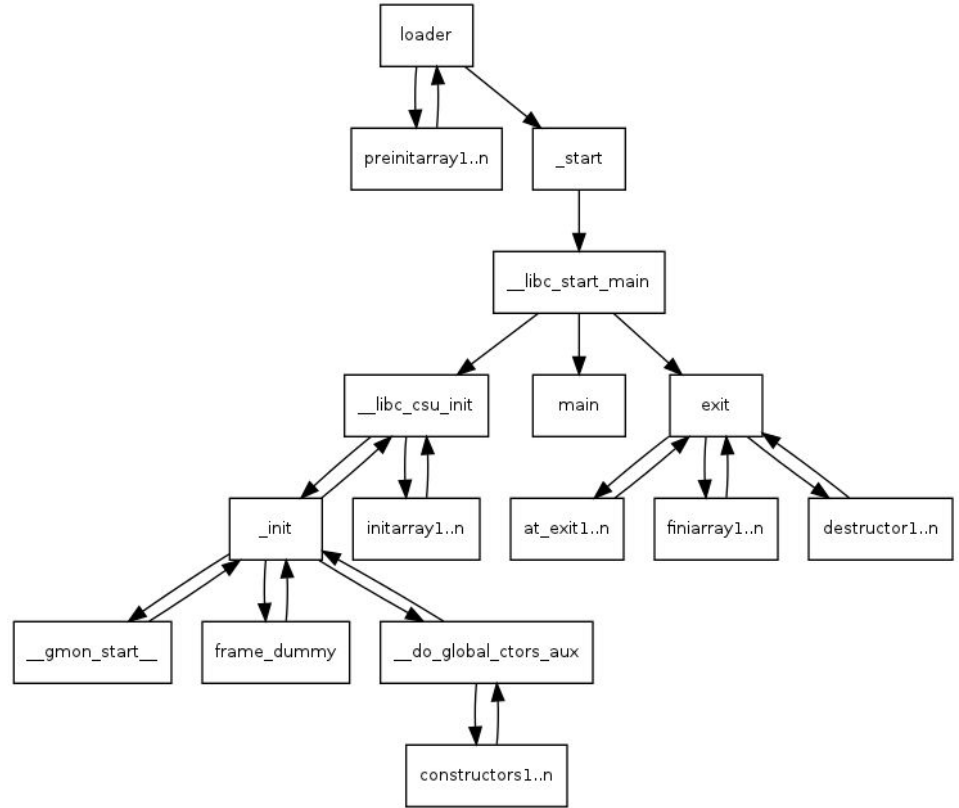 loader
preinitarray1..n
_start
__libc_start_main
__libc_csu_init
main
exit
_init
initarray1..n
at_exit1..n
finiarray1..n
destructor1..n
__gmon_start__
frame_dummy
__do_global_ctors_aux
constructors1..n